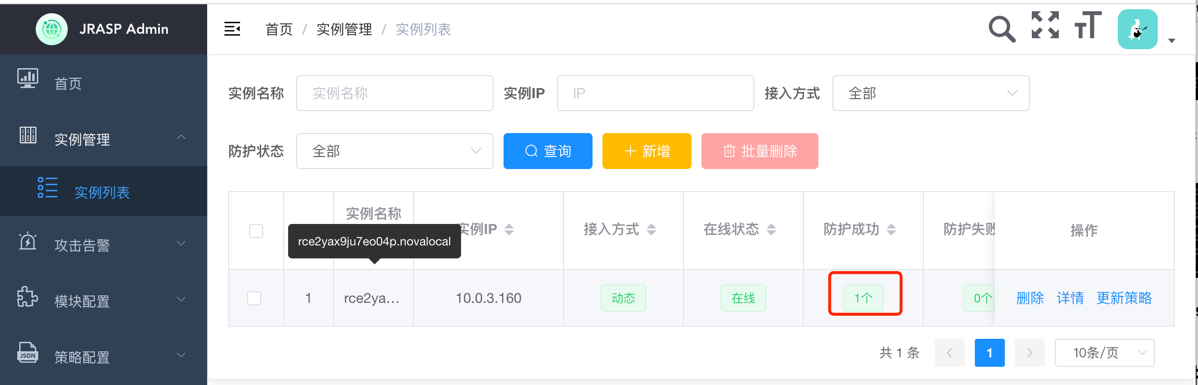 JRASP Admin
首页 / 实例管理 / 实例列表
首页
实例管理
实例列表
攻击告警
模块配置
JSON
策略配置
实例名称 实例名称 实例IP IP 接入方式 全部
防护状态 全部 查询 新增 批量删除
实例名称 实例IP 接入方式 在线状态 防护成功 防护失败 操作
rce2yax9ju7eo04p.novalocal
1 rce2ya... 10.0.3.160 动态 在线 1个 0个 删除 详情 更新策略
共 1 条 1 10条/页